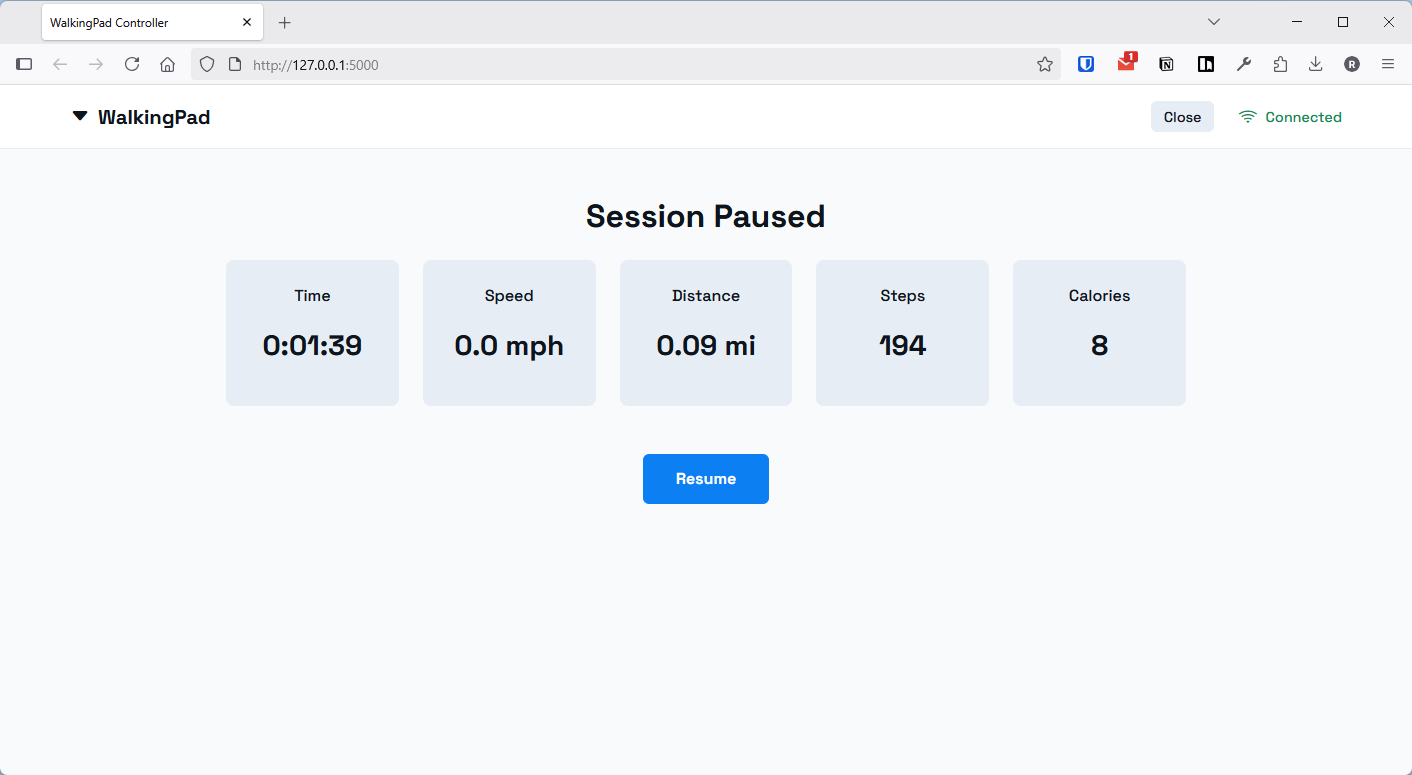 WalkingPad Controller
http://127.0.0.1:5000
1
N
R
WalkingPad
Close
Connected
Session Paused
Time
Speed
Distance
Steps
Calories
0:01:39
0.0 mph
0.09 mi
194
8
Resume